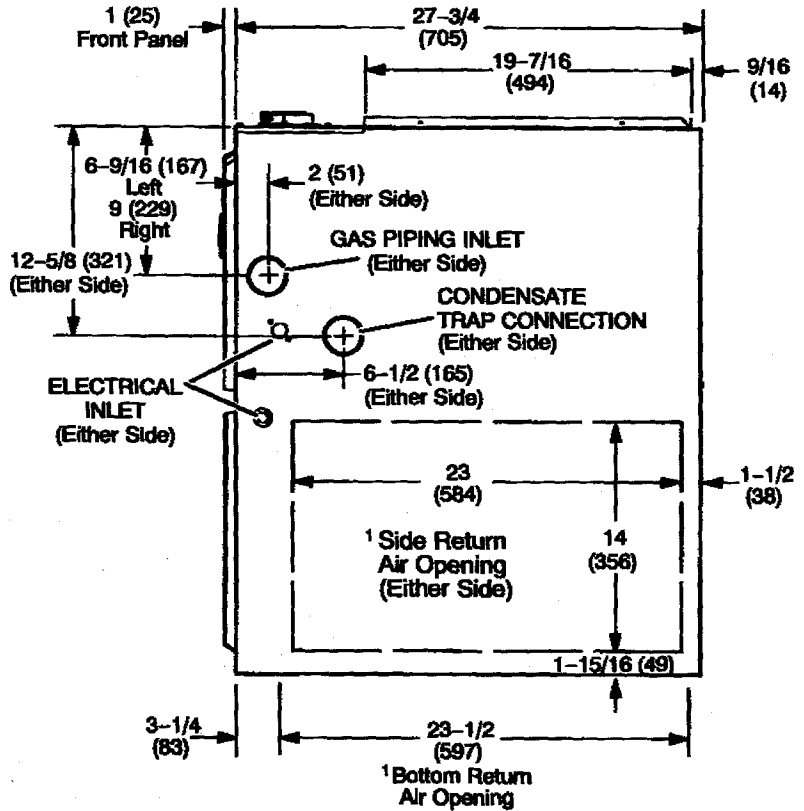 1 (25)
Front Panel
27–3/4
(705)
19–7/16
(494)
9/16
(14)
6–9/16 (167)
Left
9 (229)
Right
2 (51)
(Either Side)
12–5/8 (321)
(Either Side)
GAS PIPING INLET
(Either Side)
CONDENSATE
TRAP CONNECTION
(Either Side)
6–1/2 (165)
(Either Side)
ELECTRICAL
INLET
(Either Side)
23
(584)
1–1/2
(38)
1 Side Return
Air Opening
(Either Side)
14
(356)
1–15/16 (49)
3–1/4
(83)
23–1/2
(597)
1 Bottom Return
Air Opening